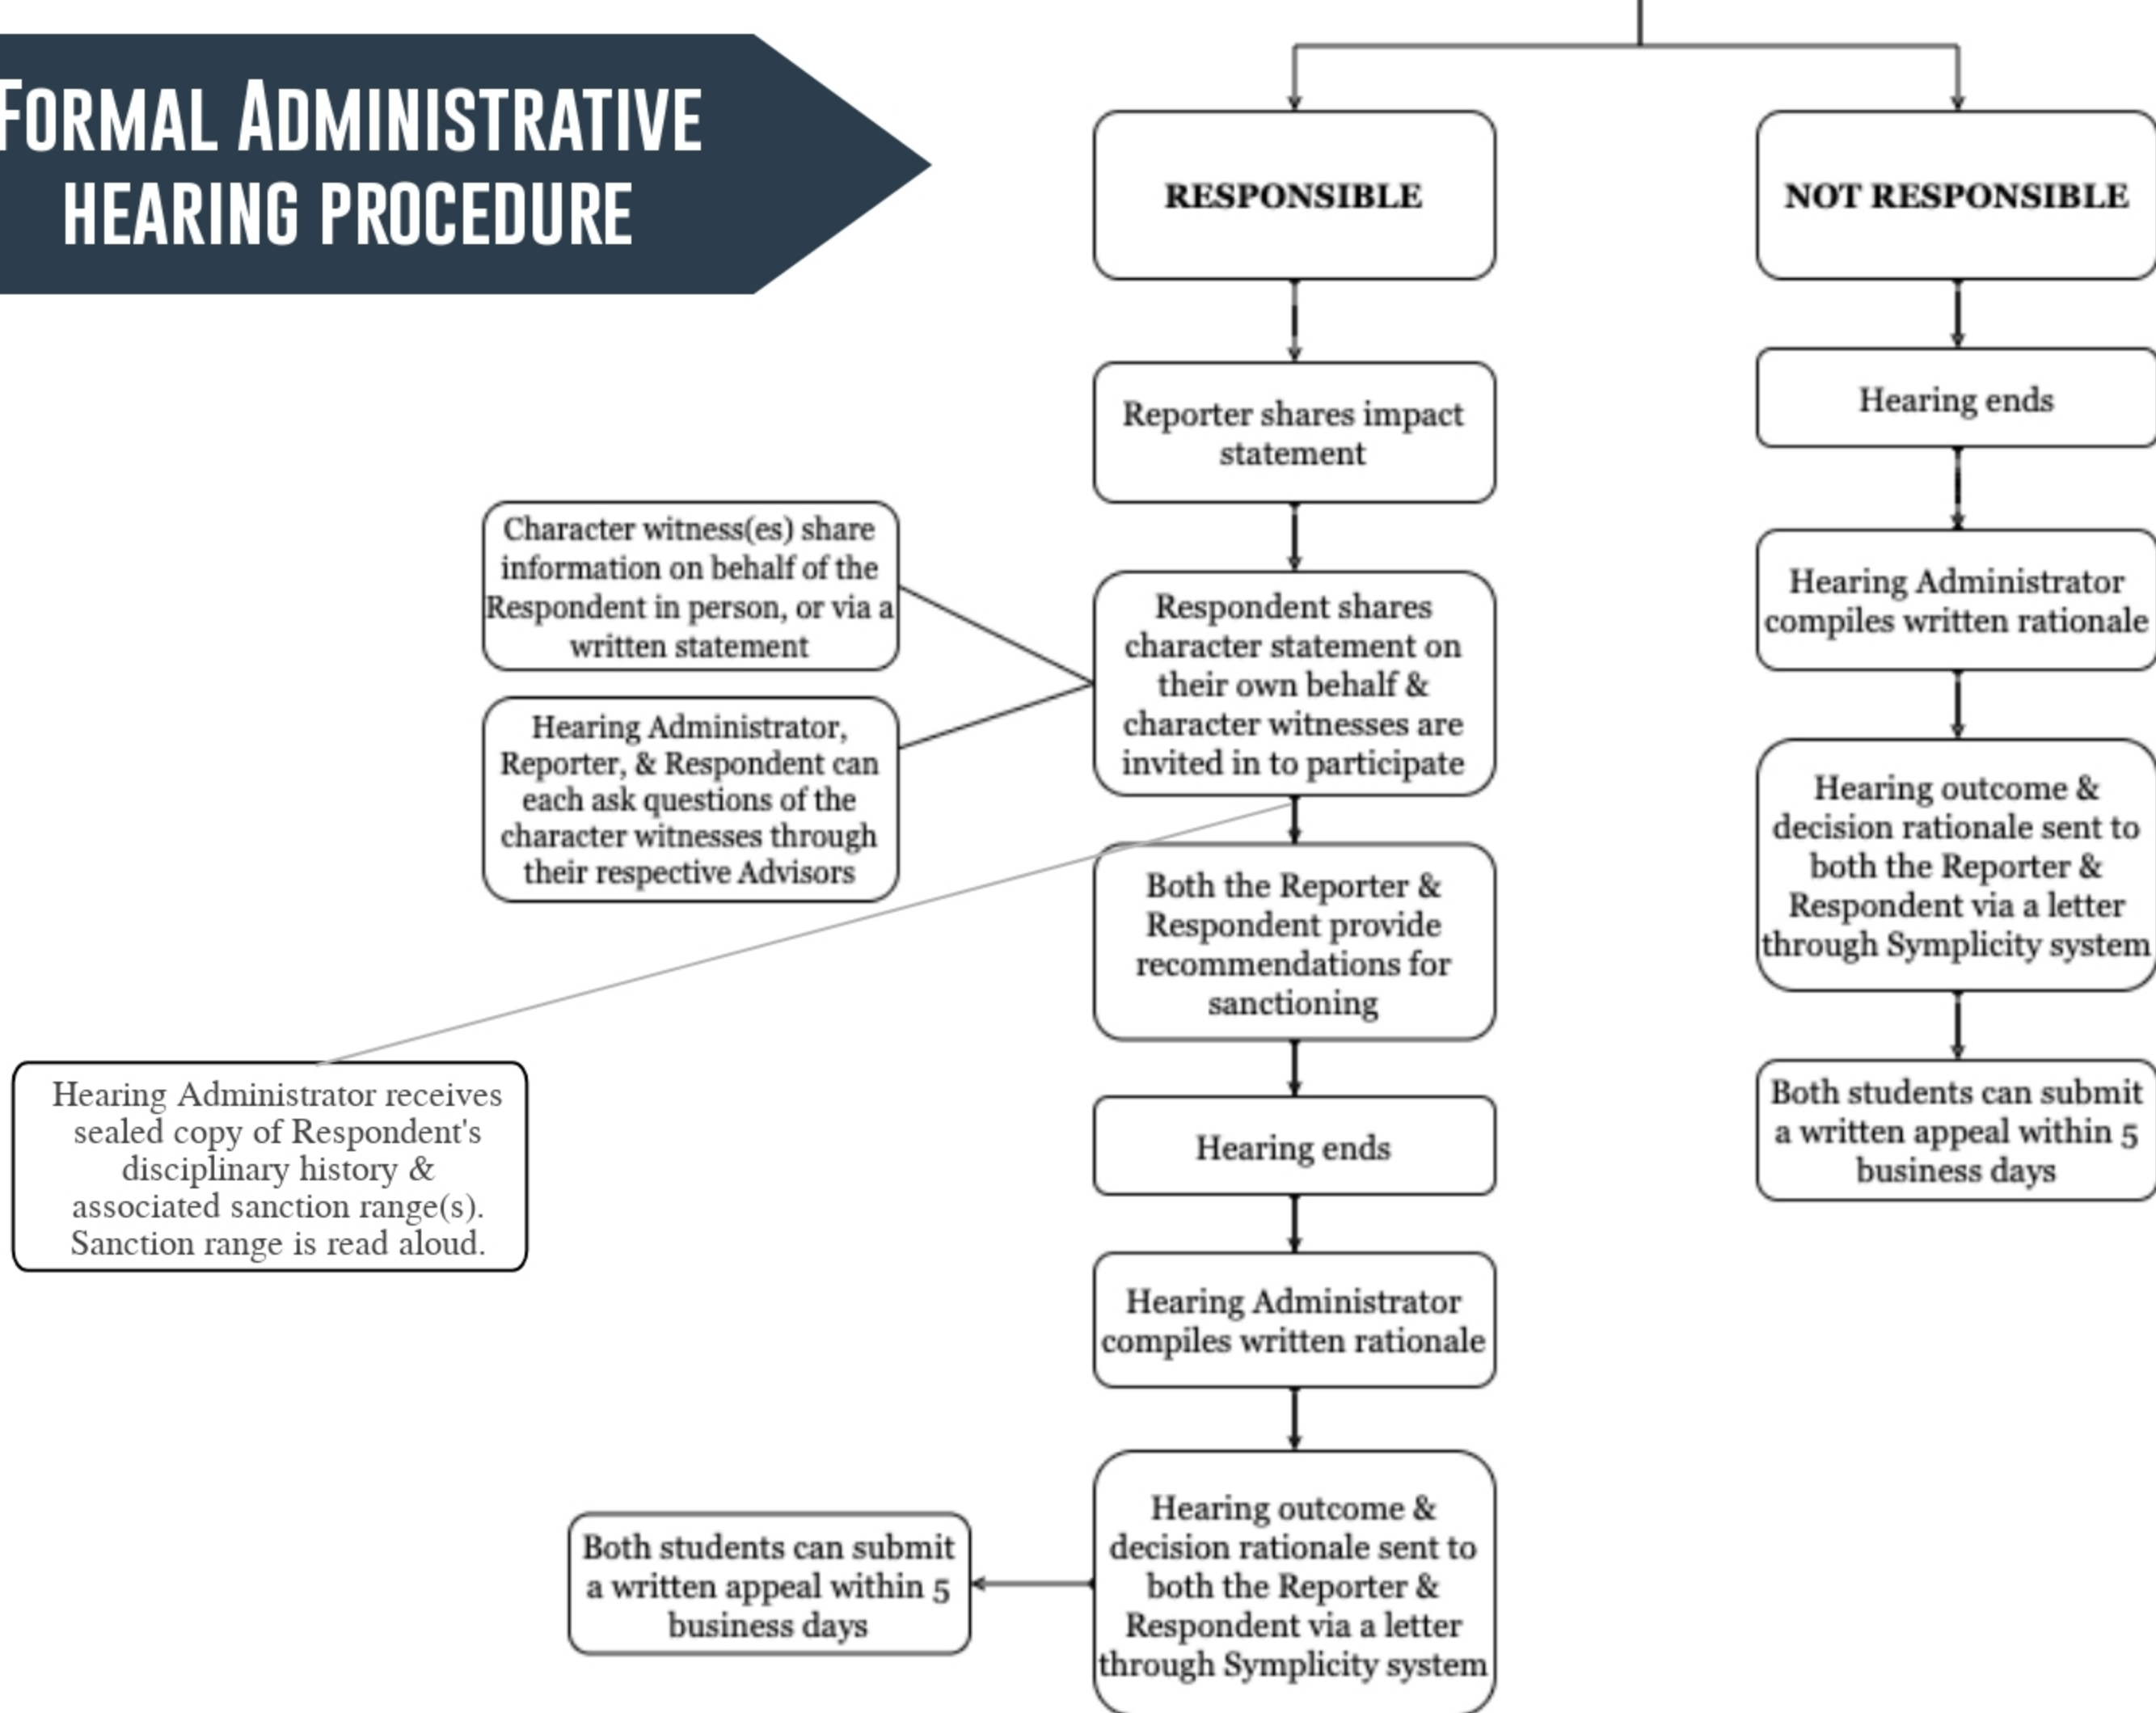 FORMAL ADMINISTRATIVE
HEARING PROCEDURE
RESPONSIBLE
Reporter shares impact
statement
Character witness(es) share
information on behalf of the
Respondent in person, or via a
written statement
Hearing Administrator,
Reporter, & Respondent can
each ask questions of the
character witnesses through
their respective Advisors
Respondent shares
character statement on
their own behalf &
character witnesses are
invited in to participate
Hearing Administrator receives
sealed copy of Respondent's
disciplinary history &
associated sanction range(s).
Sanction range is read aloud.
Both the Reporter &
Respondent provide
recommendations for
sanctioning
Hearing ends
Hearing Administrator
compiles written rationale
Hearing outcome &
decision rationale sent to
both the Reporter &
Respondent via a letter
through Symplicity system
Both students can submit
a written appeal within 5
business days
NOT RESPONSIBLE
Hearing ends
Hearing Administrator
compiles written rationale
Hearing outcome &
decision rationale sent to
both the Reporter &
Respondent via a letter
through Symplicity system
Both students can submit
a written appeal within 5
business days